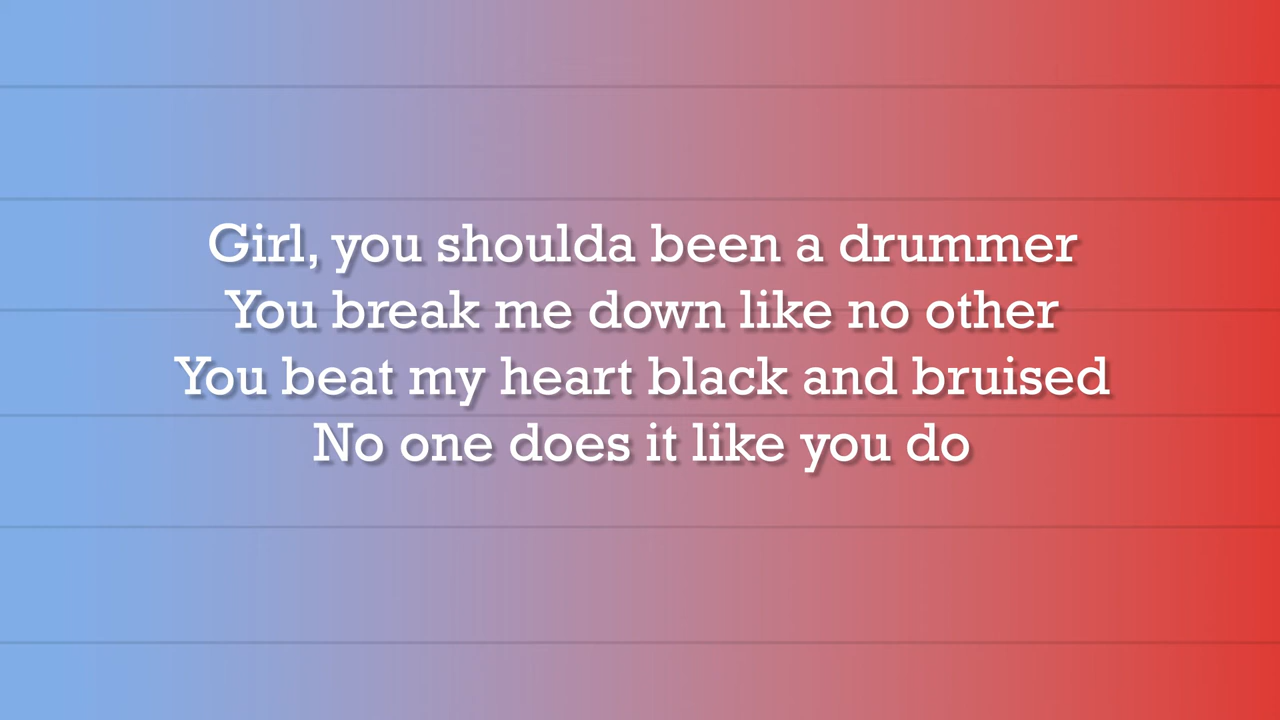 Girl, you shoulda been a drummer
You break me down like no other
You beat my heart black and bruised
No one does it like you do